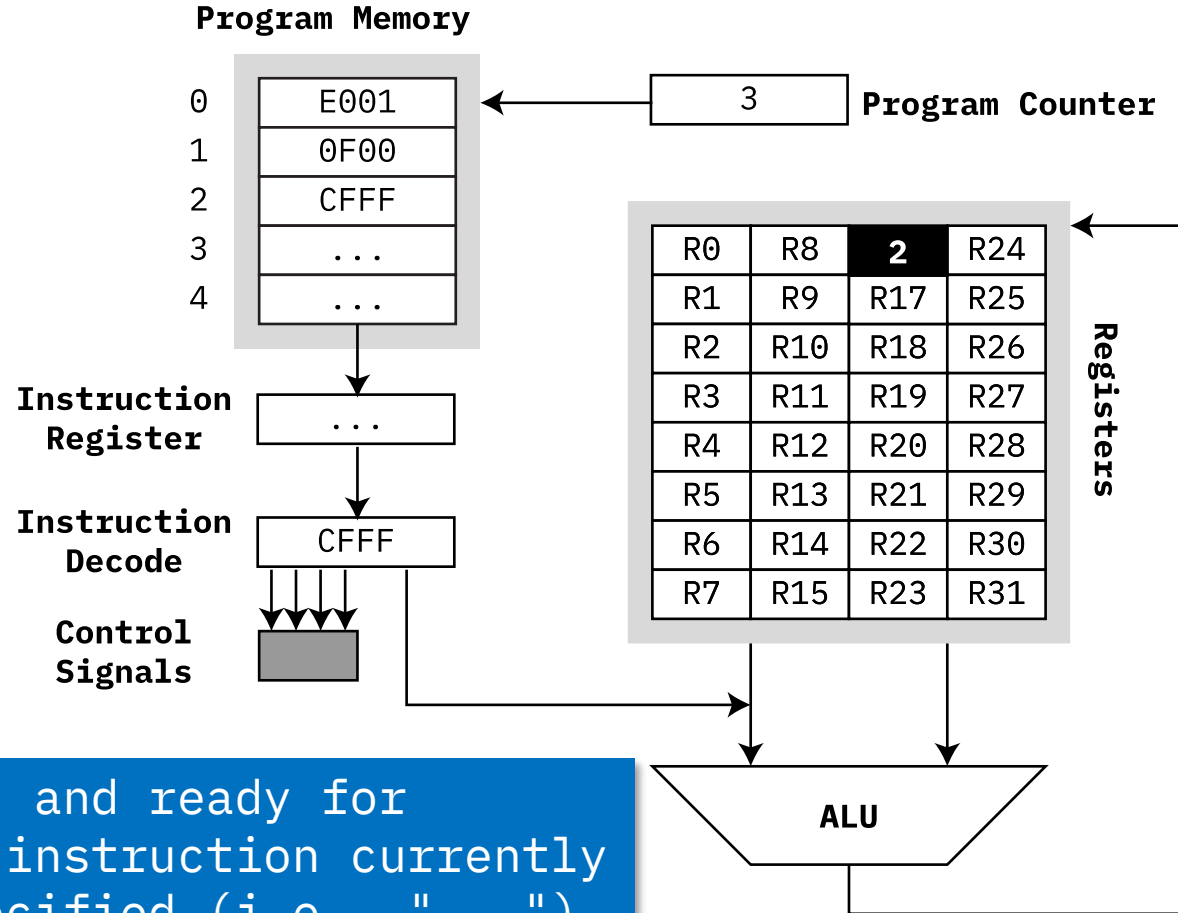 Program Memory
0 E001
1 0F00
2 CFFF
3 ...
4 ...
3 Program Counter
R0 R8 2 R24
R1 R9 R17 R25
R2 R10 R18 R26
R3 R11 R19 R27
R4 R12 R20 R28
R5 R13 R21 R29
R6 R14 R22 R30
R7 R15 R23 R31
Registers
Instruction
Register
...
Instruction
Decode
CFFF
Control
Signals
ALU
and ready for
instruction currently
(i.e. "...")